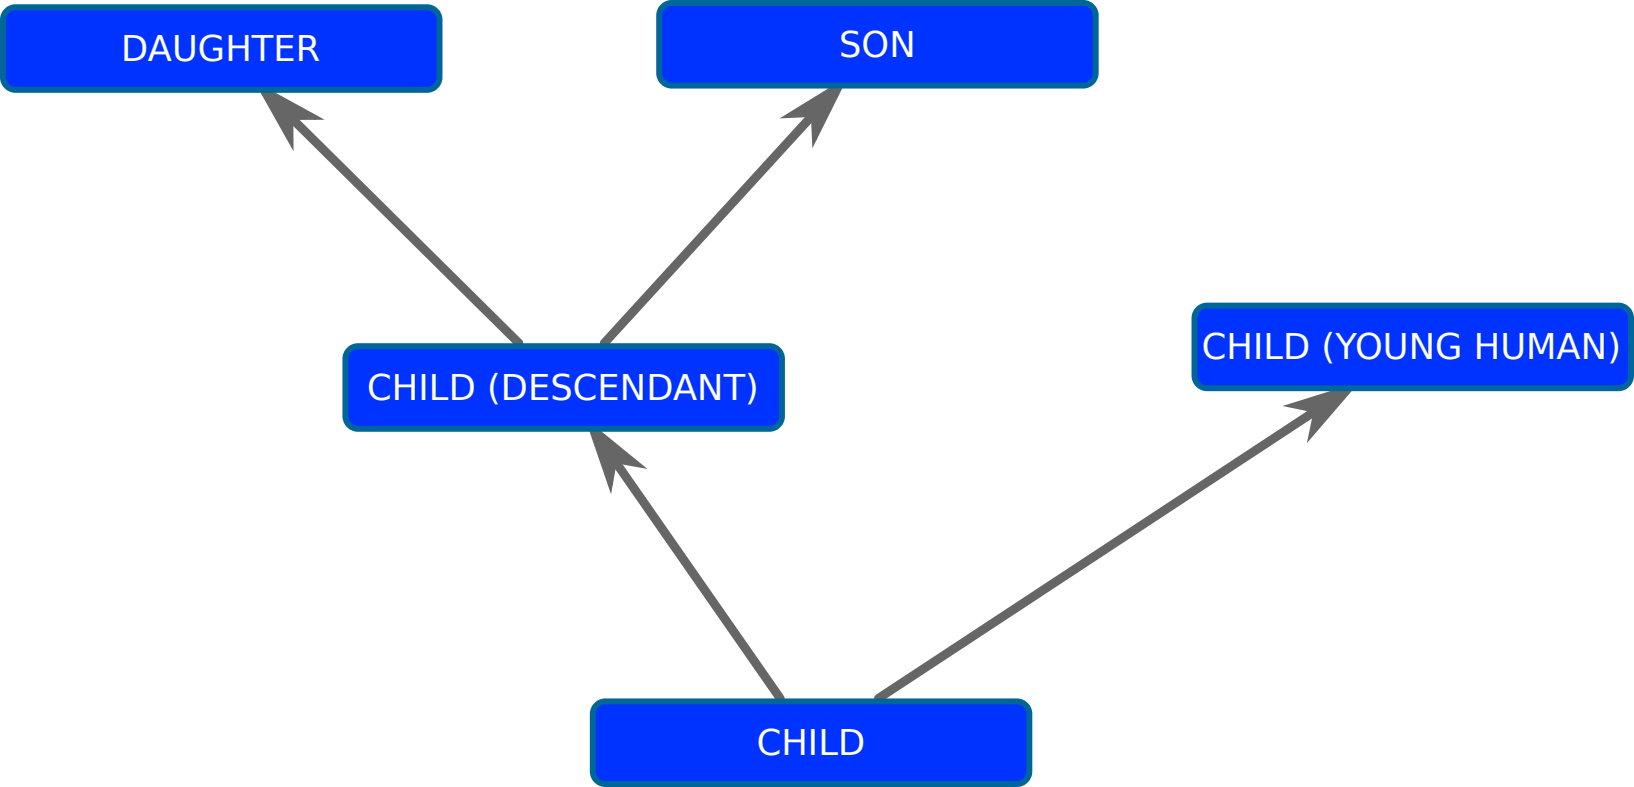 DAUGHTER
SON
CHILD (YOUNG HUMAN)
CHILD (DESCENDANT)
CHILD